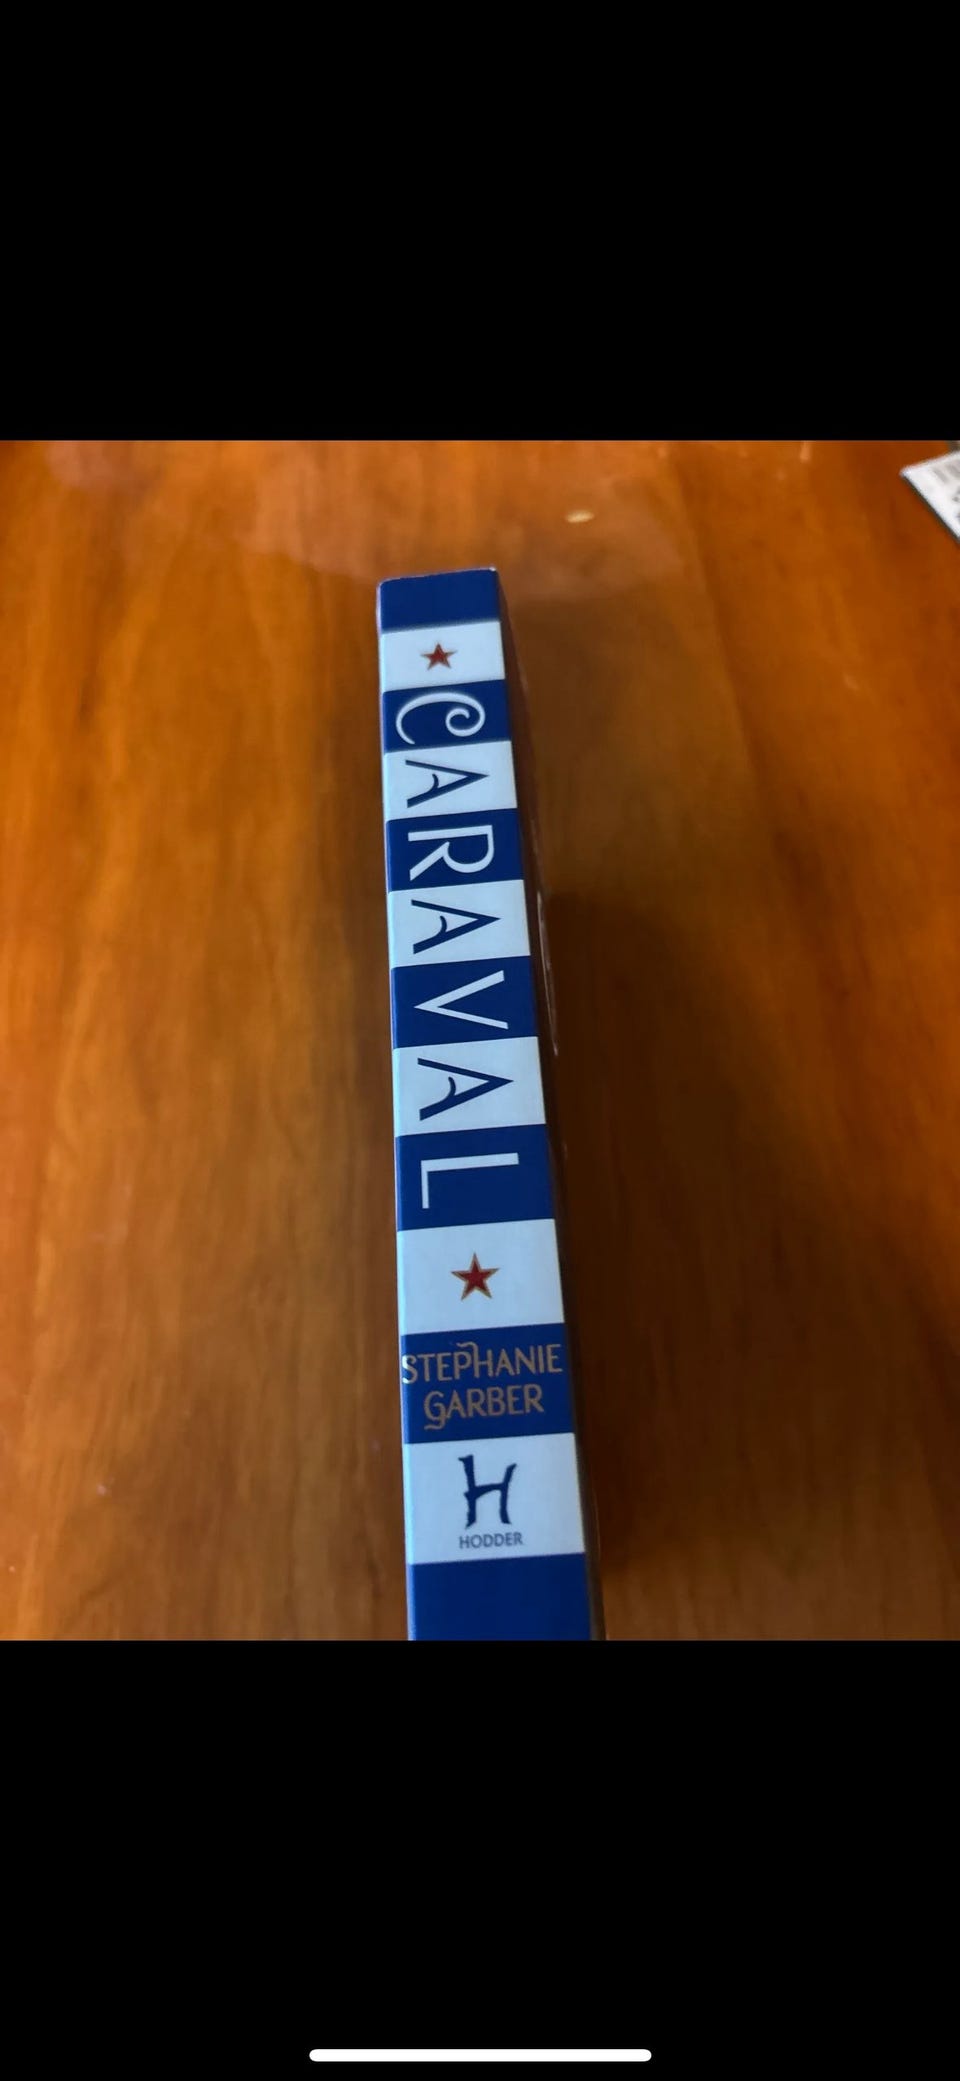 CARAVAL
STEPHANIE
GARBER
H
HODDER